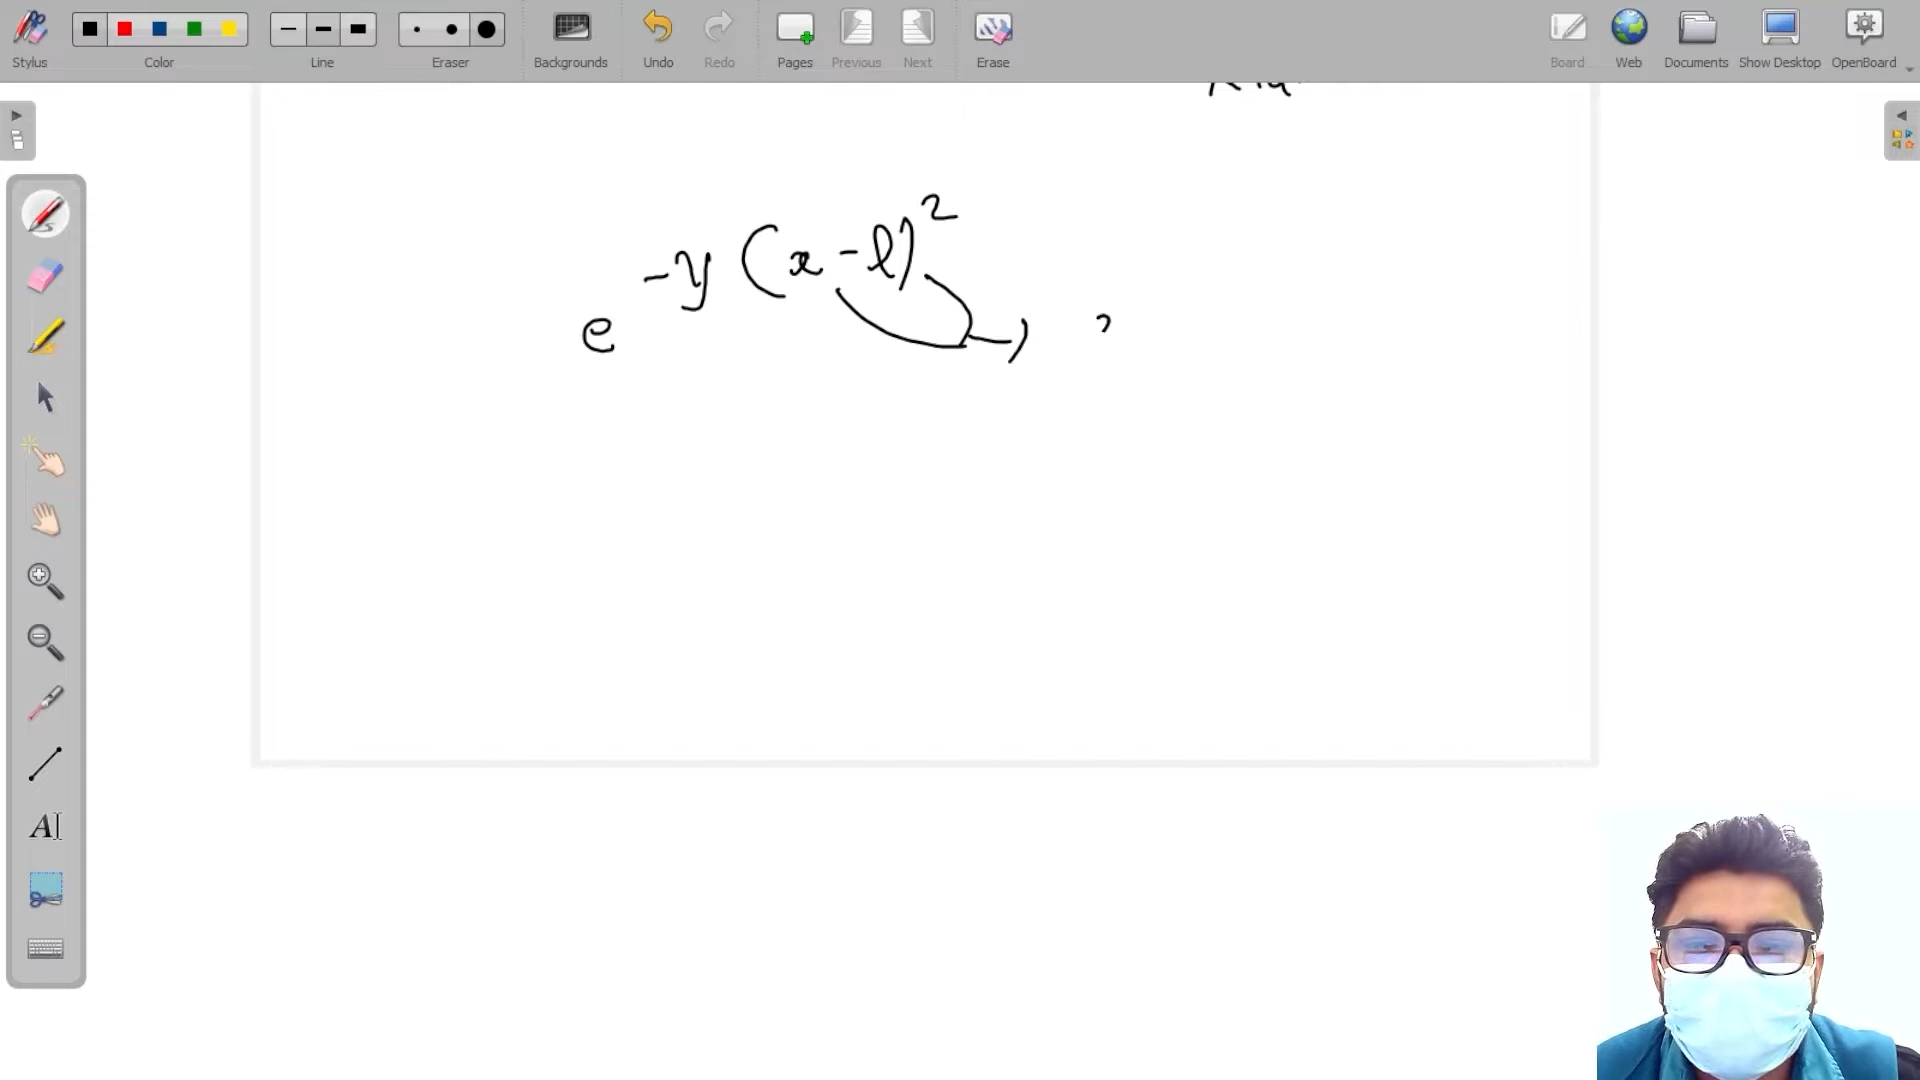 Stylus Color Line Eraser Backgrounds Undo Redo Pages Previous Next Erase Board Web Documents Show Desktop OpenBoard
e^{-γ(x-l)^2} →